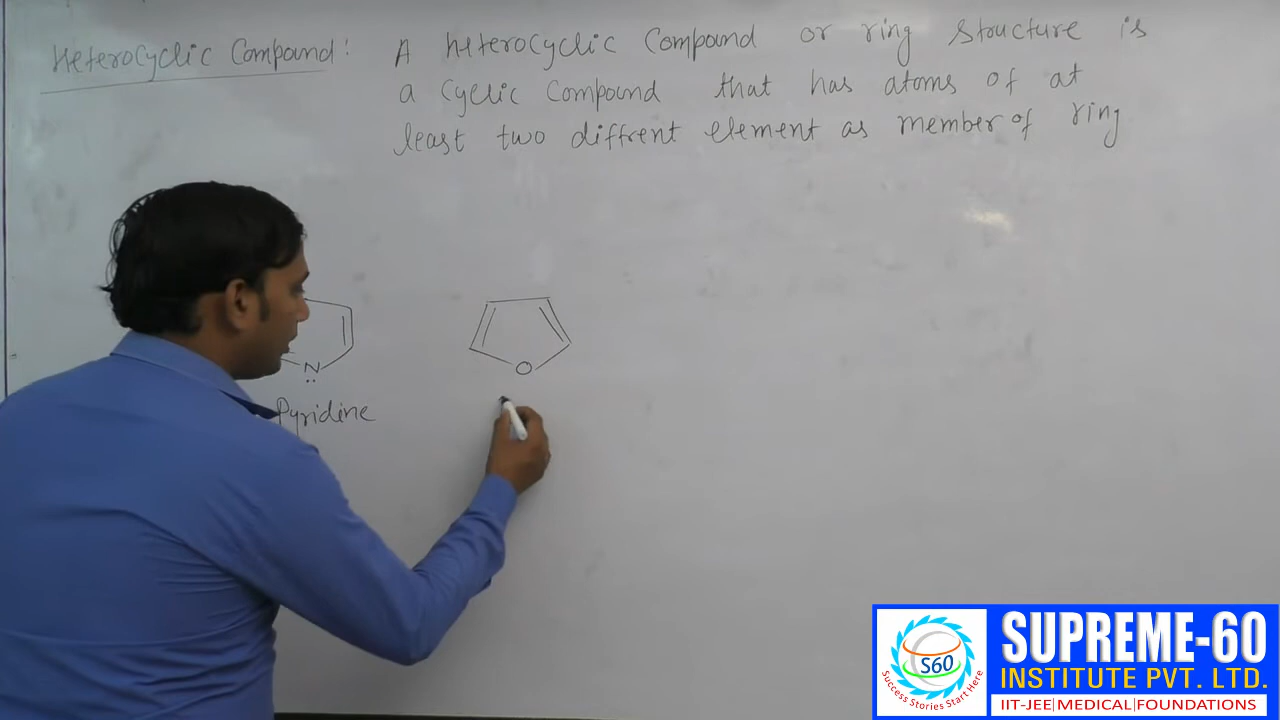 Heterocyclic Compound: A heterocyclic compound or ring structure is
a cyclic compound that has atoms of at
least two diffrent element as member of ring
N
O
Pyridine
S60
Success Stories Start Here
SUPREME-60
INSTITUTE PVT. LTD.
IIT-JEE|MEDICAL|FOUNDATIONS